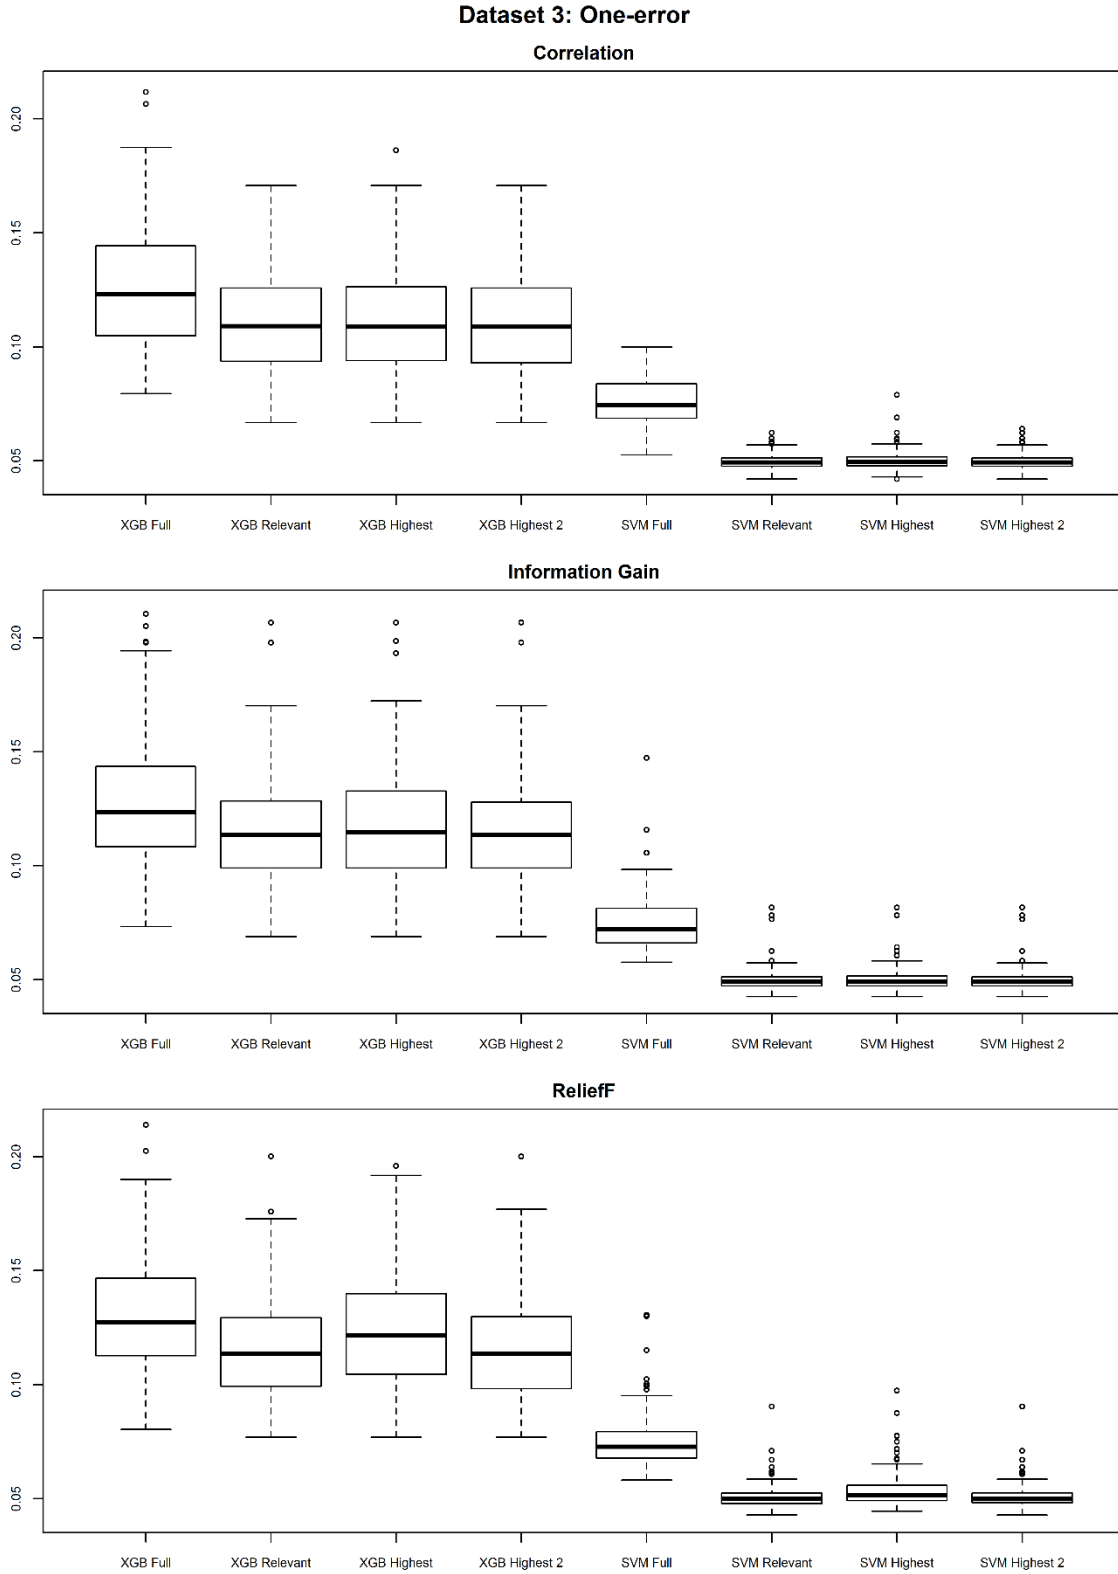 Dataset 3: One-error
Correlation
0.20
0.15
0.10
0.05
XGB Full XGB Relevant XGB Highest XGB Highest 2 SVM Full SVM Relevant SVM Highest SVM Highest 2
Information Gain
0.20
0.15
0.10
0.05
XGB Full XGB Relevant XGB Highest XGB Highest 2 SVM Full SVM Relevant SVM Highest SVM Highest 2
ReliefF
0.20
0.15
0.10
0.05
XGB Full XGB Relevant XGB Highest XGB Highest 2 SVM Full SVM Relevant SVM Highest SVM Highest 2